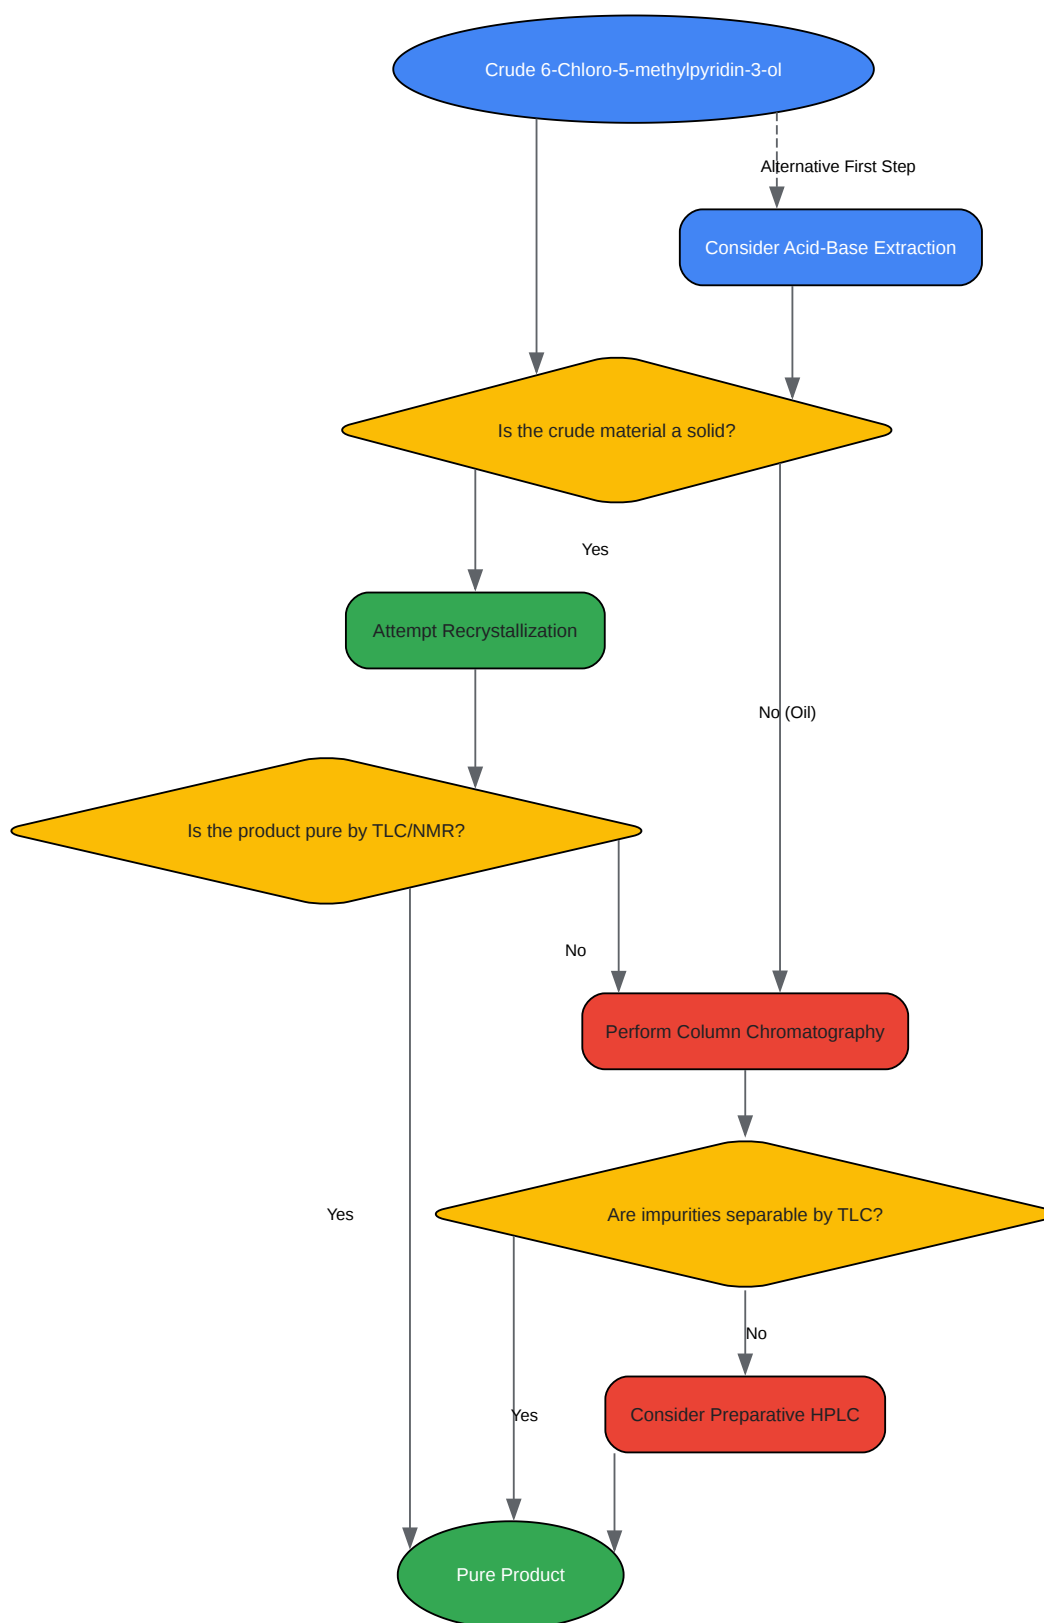 Crude 6-Chloro-5-methylpyridin-3-ol
Alternative First Step
Consider Acid-Base Extraction
Is the crude material a solid?
Yes
Attempt Recrystallization
No (Oil)
Is the product pure by TLC/NMR?
No
Perform Column Chromatography
Yes
Are impurities separable by TLC?
No
Consider Preparative HPLC
Yes
Pure Product